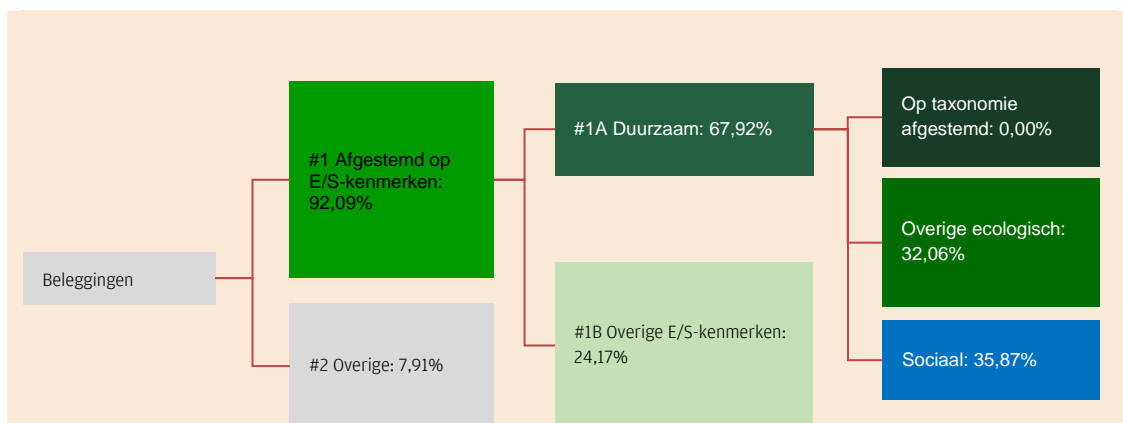 Beleggingen
#1 Afgestemd op
E/S-kenmerken:
92,09%
#2 Overige: 7,91%
#1A Duurzaam: 67,92%
#1B Overige E/S-kenmerken:
24,17%
Op taxonomie
afgestemd: 0,00%
Overige ecologisch:
32,06%
Sociaal: 35,87%